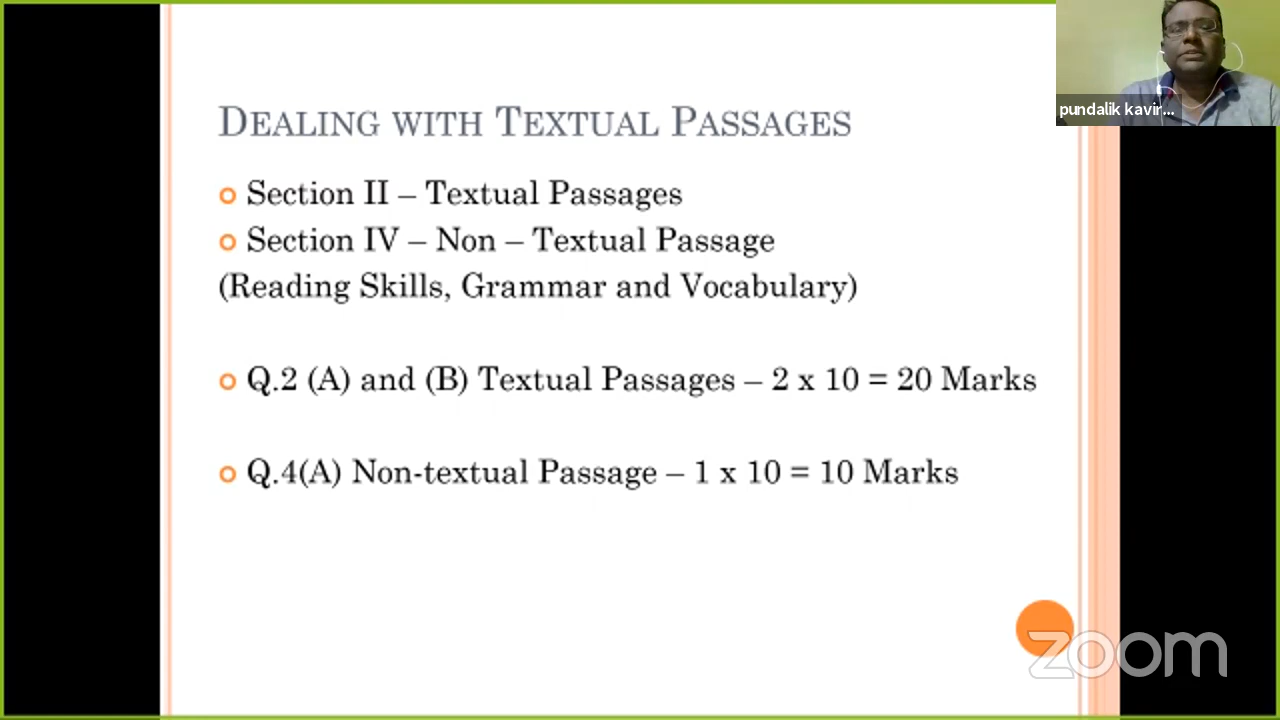 DEALING WITH TEXTUAL PASSAGES
Section II – Textual Passages
Section IV – Non – Textual Passage
(Reading Skills, Grammar and Vocabulary)
Q.2 (A) and (B) Textual Passages – 2 x 10 = 20 Marks
Q.4(A) Non-textual Passage – 1 x 10 = 10 Marks
pundalik kavir...
zoom